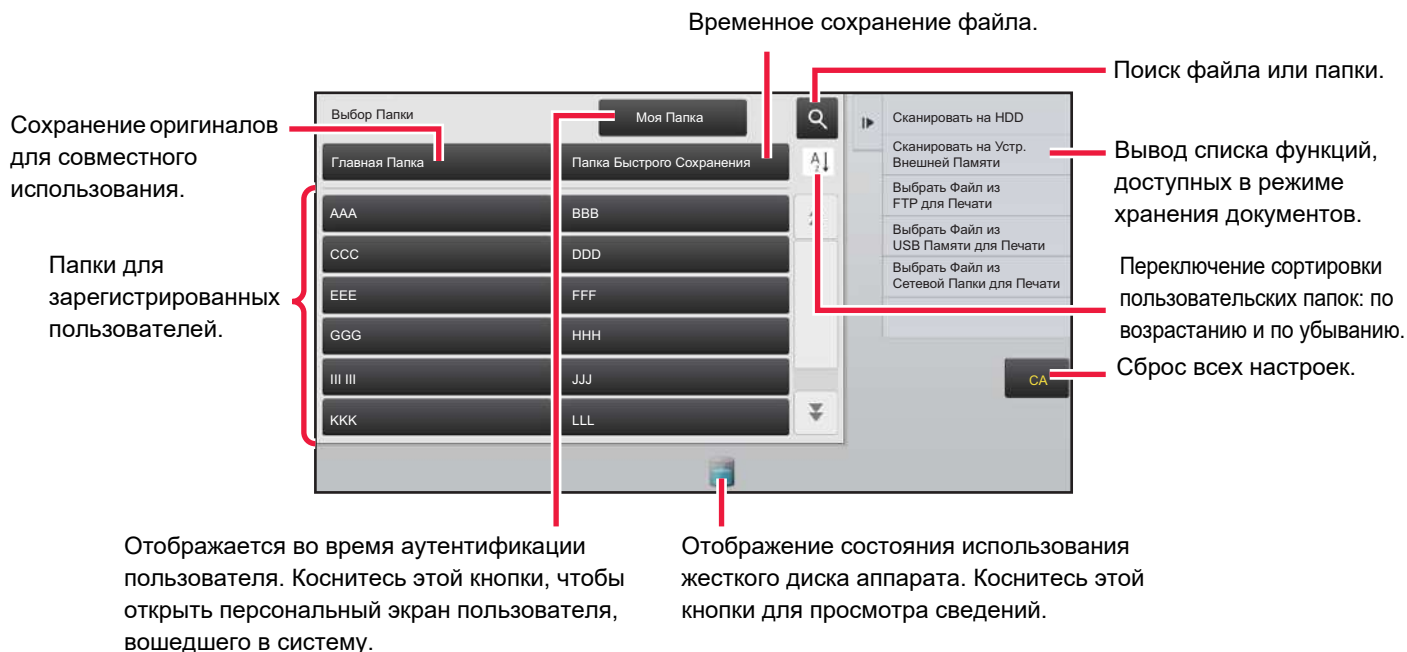 Временное сохранение файла.
Поиск файла или папки.
Сохранение оригиналов
для совместного
использования.
Выбор Папки
Моя Папка
Сканировать на HDD
Главная Папка
Папка Быстрого Сохранения
A
Z
Сканировать на Устр.
Внешней Памяти
Вывод списка функций,
доступных в режиме
хранения документов.
Выбрать Файл из
FTP для Печати
Выбрать Файл из
USB Памяти для Печати
Выбрать Файл из
Сетевой Папки для Печати
Папки для
зарегистрированных
пользователей.
AAA
BBB
CCC
DDD
EEE
FFF
GGG
HHH
III III
JJJ
KKK
LLL
Переключение сортировки
пользовательских папок: по
возрастанию и по убыванию.
CA
Сброс всех настроек.
Отображается во время аутентификации
пользователя. Коснитесь этой кнопки, чтобы
открыть персональный экран пользователя,
вошедшего в систему.
Отображение состояния использования
жесткого диска аппарата. Коснитесь этой
кнопки для просмотра сведений.